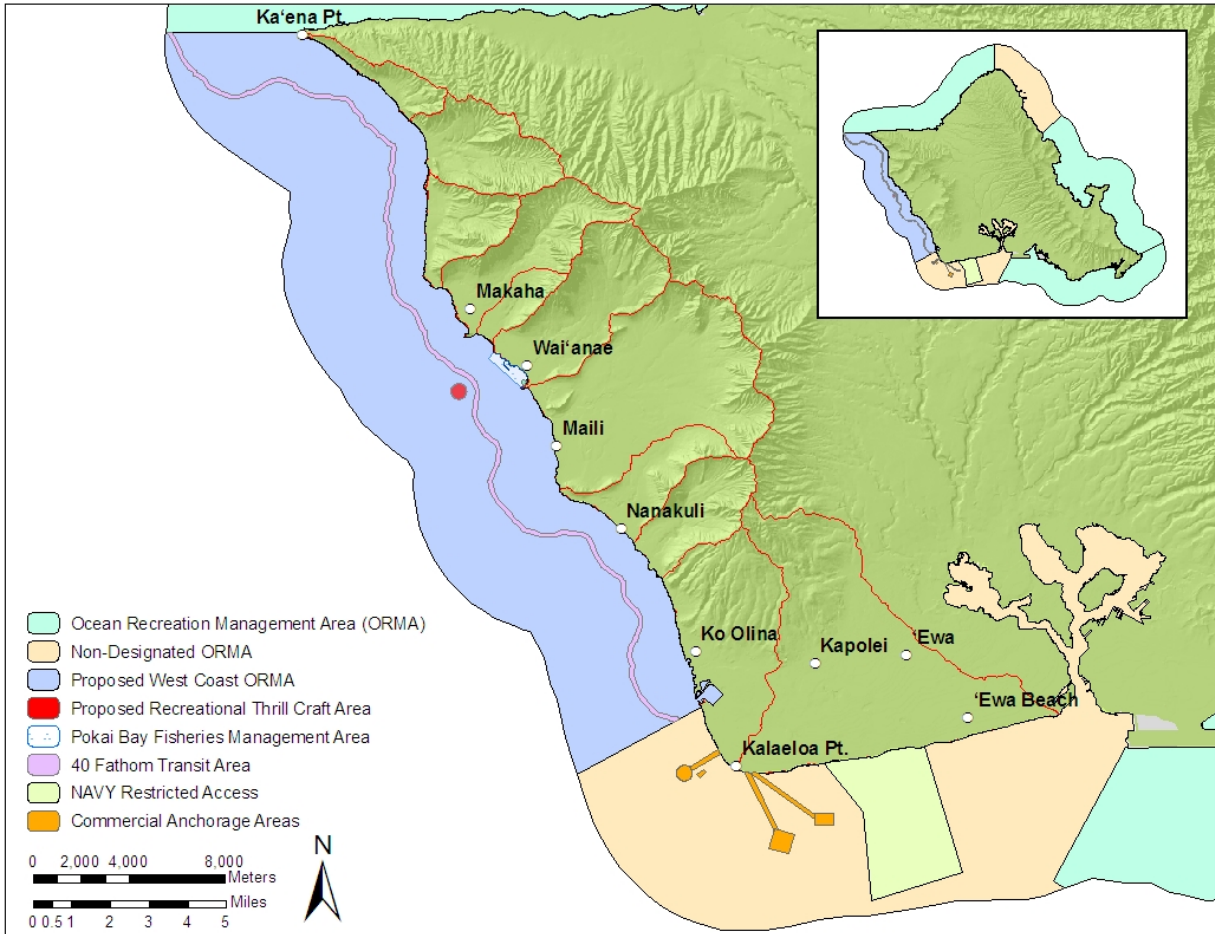 Ka‘ena Pt.
Makaha
Wai‘anae
Maili
Nanakuli
Ko Olina
Kapolei
‘Ewa
‘Ewa Beach
Kalaeloa Pt.
Ocean Recreation Management Area (ORMA)
Non-Designated ORMA
Proposed West Coast ORMA
Proposed Recreational Thrill Craft Area
Pokai Bay Fisheries Management Area
40 Fathom Transit Area
NAVY Restricted Access
Commercial Anchorage Areas
N
0 2,000 4,000 8,000
Meters
Miles
0 0.5 1 2 3 4 5